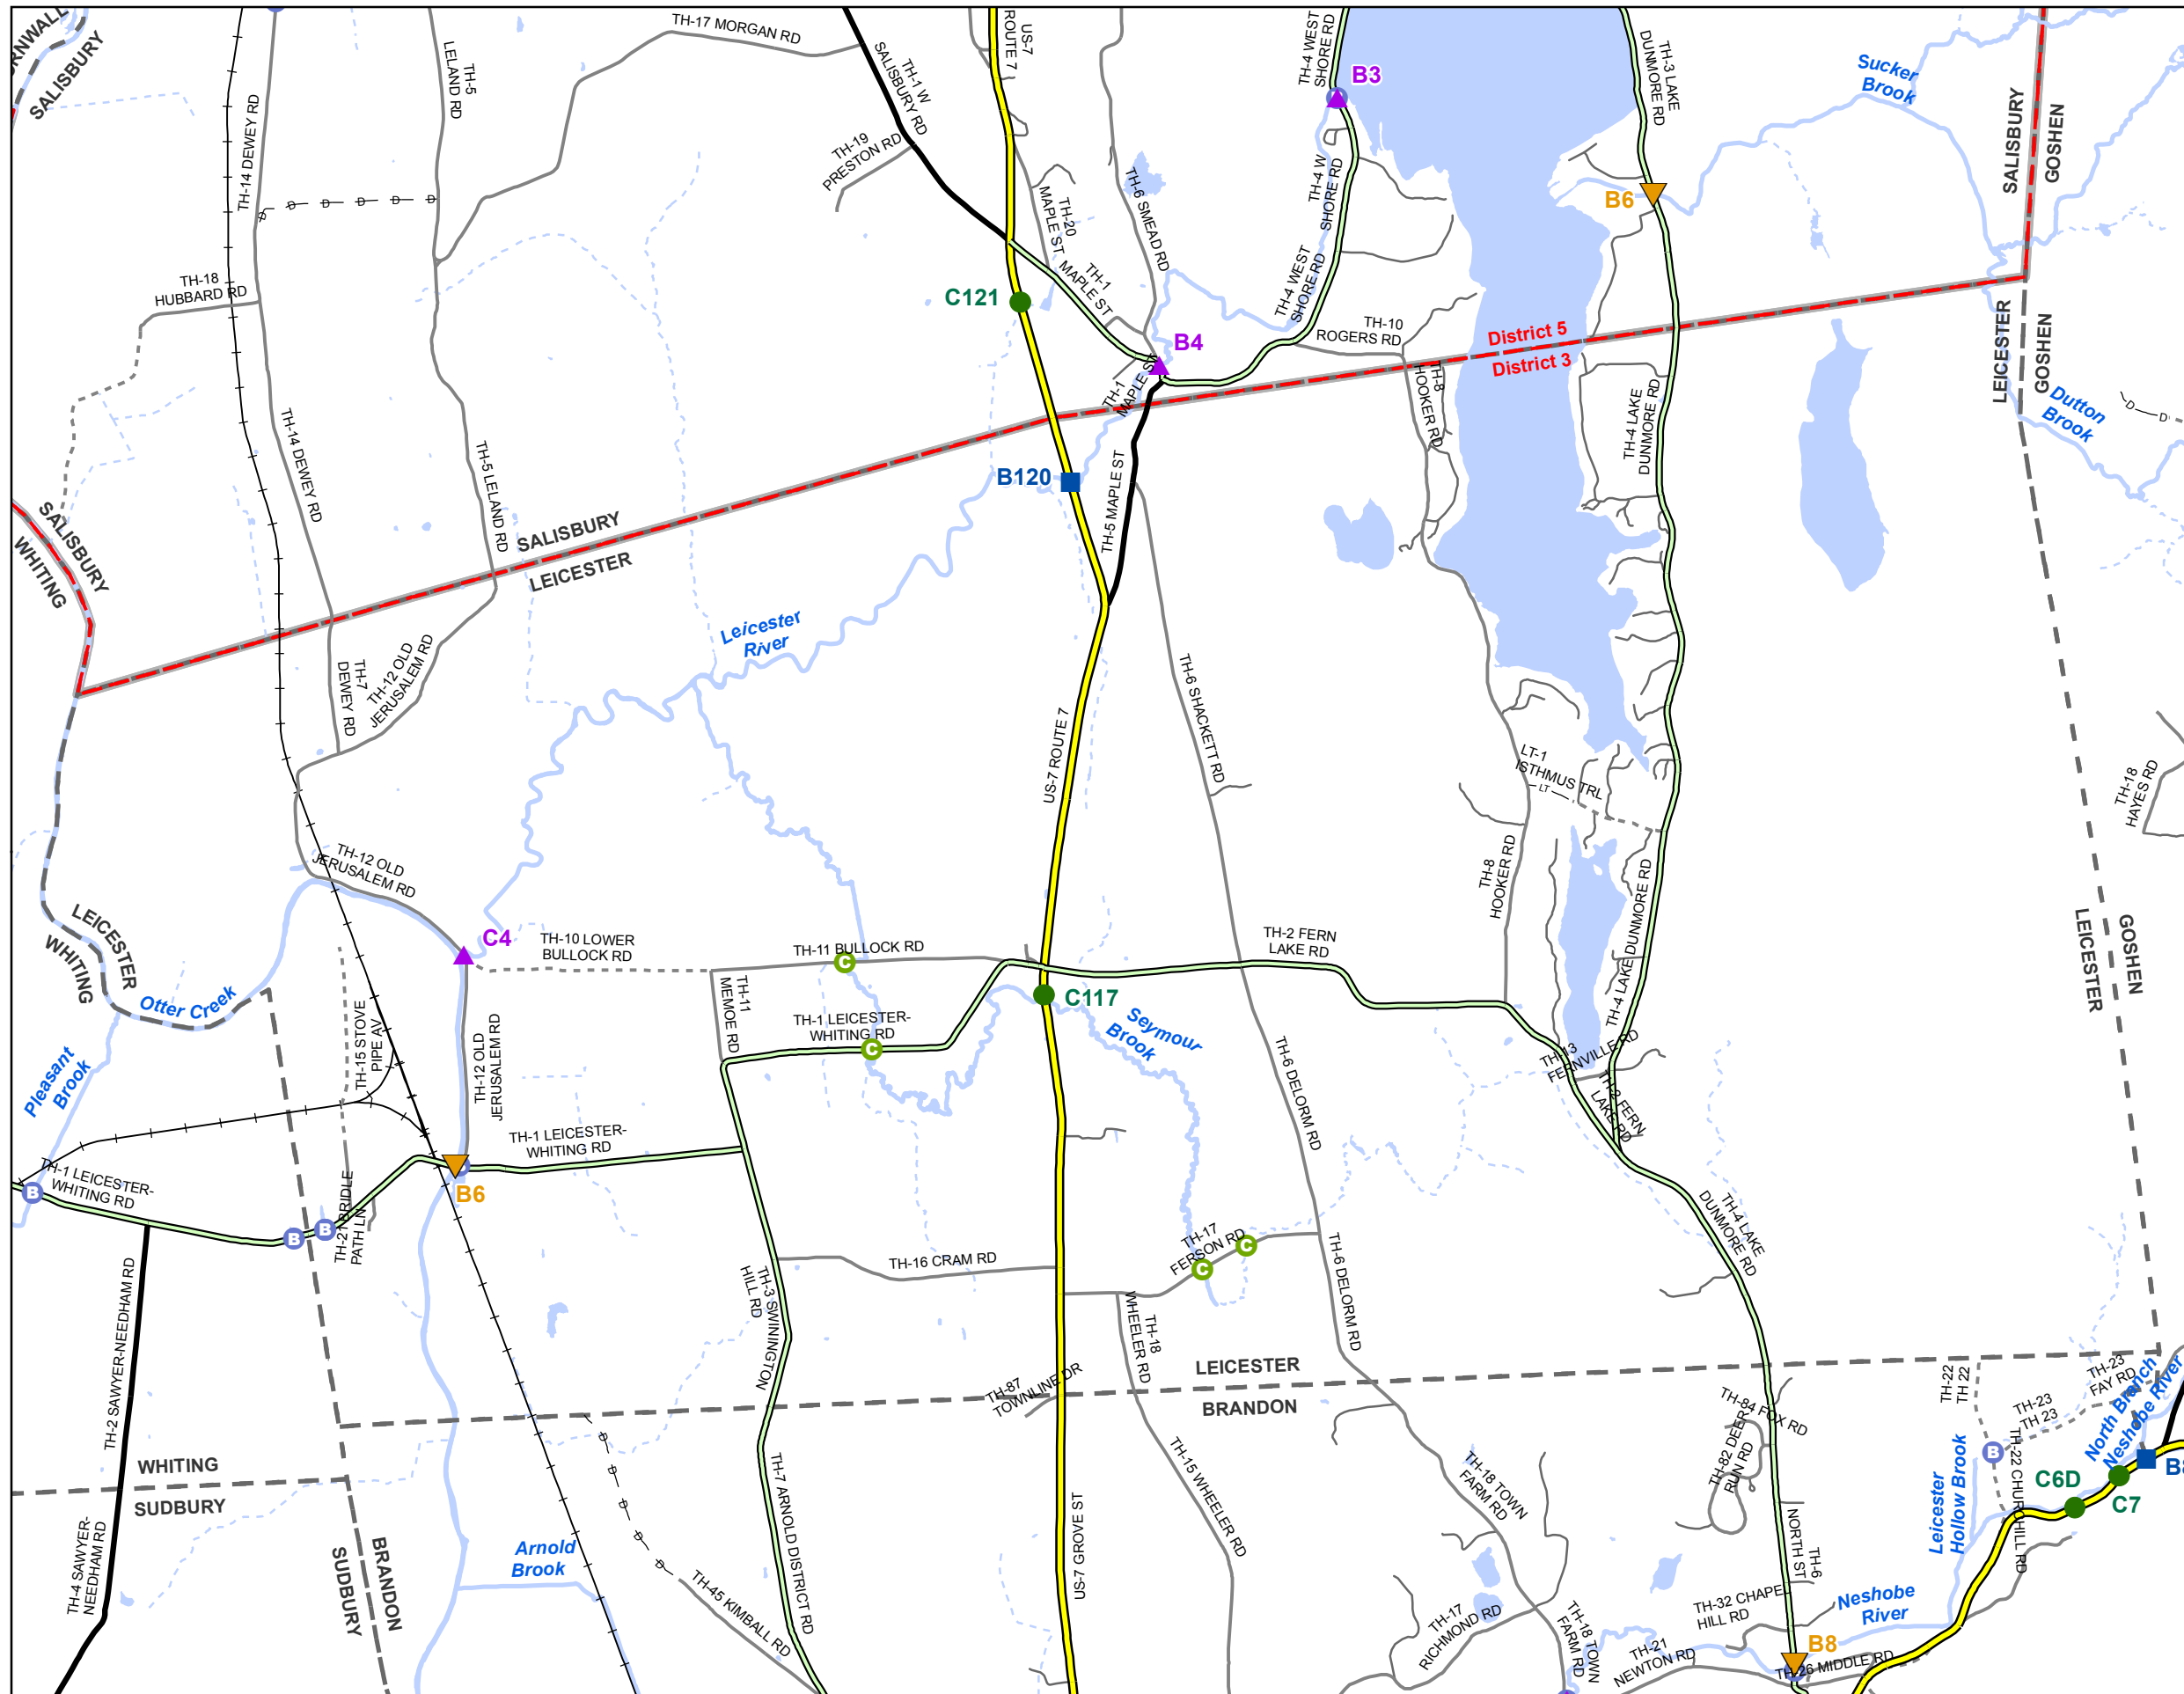 SALISBURY
TH-17 MORGAN RD
TH-5
LELAND RD
TH-14 DEWEY RD
TH-1 W
SALISBURY RD
US-7
ROUTE 7
TH-4 WEST
SHORE RD
B3
TH-3 LAKE
DUNMORE RD
Sucker
Brook
SALISBURY
GOSHEN
TH-19
PRESTON RD
TH-20
MAPLE ST
TH-6 SMEAD RD
TH-4 W
SHORE RD
B6
D
D
D
D
D
D
TH-18
HUBBARD RD
C121
TH-1
MAPLE ST
TH-4 WEST
SHORE RD
TH-10
ROGERS RD
District 5
District 3
B4
TH-1
MAPLE ST
TH-8
HOOKER RD
TH-4 LAKE
DUNMORE RD
LEICESTER
GOSHEN
Dutton
Brook
D
D
TH-14 DEWEY RD
TH-5 LELAND RD
B120
TH-5 MAPLE ST
SALISBURY
WHITING
SALISBURY
LEICESTER
Leicester
River
TH-7
DEWEY RD
TH-12 OLD
JERUSALEM RD
TH-6 SHACKETT RD
US-7 ROUTE 7
LT-1
ISTHMUS TRL
LT
TH-18
HAYES RD
TH-12 OLD
JERUSALEM RD
TH-8
HOOKER RD
TH-4 LAKE DUNMORE RD
LEICESTER
WHITING
C4
TH-10 LOWER
BULLOCK RD
TH-11 BULLOCK RD
C
TH-2 FERN
LAKE RD
GOSHEN
LEICESTER
Otter Creek
TH-11
MEMOE RD
TH-1 LEICESTER-
WHITING RD
C
C117
Seymour
Brook
TH-15 STOVE
PIPE AV
TH-12 OLD
JERUSALEM RD
Pleasant
Brook
TH-6 DELORM RD
TH-13
FERNVILLE RD
TH-2 FERN
LAKE RD
TH-1 LEICESTER-
WHITING RD
TH-1 LEICESTER-
WHITING RD
B
B
B
B6
TH-21 BRIDLE
PATH LN
TH-4 LAKE
DUNMORE RD
TH-17
FERSON RD
C
C
TH-16 CRAM RD
TH-6 DELORM RD
TH-3 SWININGTON
HILL RD
TH-18
WHEELER RD
TH-2 SAWYER-NEEDHAM RD
LEICESTER
BRANDON
TH-87
TOWNLINE DR
TH-22
TH 22
TH-23
FAY RD
TH-23
TH 23
North Branch
Neshobe River
TH-84 FOX RD
TH-82 DEER
RUN RD
D
D
D
D
D
WHITING
SUDBURY
TH-7 ARNOLD DISTRICT RD
TH-15 WHEELER RD
TH-18 TOWN
FARM RD
B
C6D
C7
TH-22 CHURCHILL RD
Leicester
Hollow Brook
TH-4 SAWYER-
NEEDHAM RD
SUDBURY
BRANDON
Arnold
Brook
TH-45 KIMBALL RD
US-7 GROVE ST
TH-6
NORTH ST
TH-17
RICHMOND RD
TH-18 TOWN
FARM RD
TH-32 CHAPEL
HILL RD
Neshobe
River
TH-21
NEWTON RD
B8
TH-26 MIDDLE RD